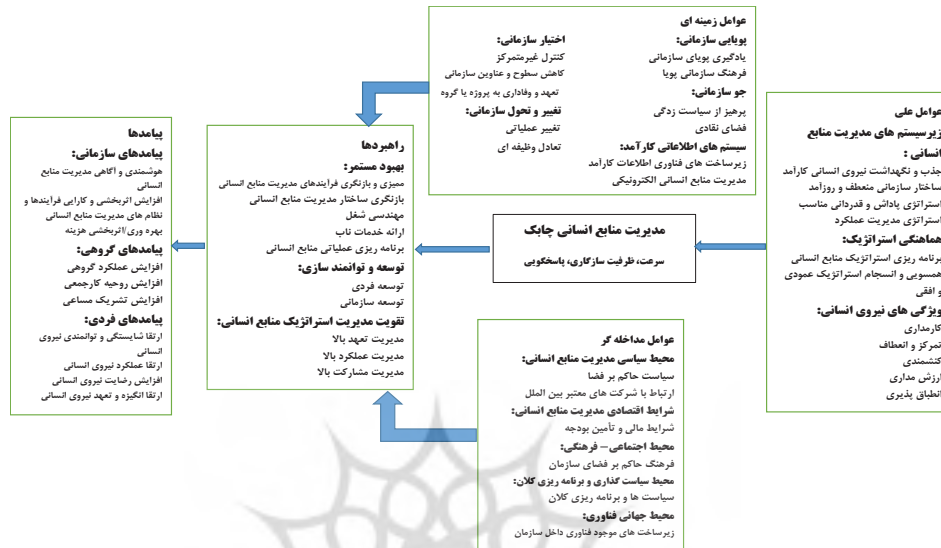 عوامل علی
زیرسیستم های مدیریت منابع
انسانی :
جذب و نگهداشت نیروی انسانی کارآمد
ساختار سازمانی منعطف و روزآمد
استراتژی پاداش و قدردانی مناسب
استراتژی مدیریت عملکرد
هماهنگی استراتژیک:
برنامه ریزی استراتژیک منابع انسانی
همسویی و انسجام استراتژیک عمودی
و افقی
ویژگی های نیروی انسانی:
کارمداری
تمرکز و انعطاف
کنشمندی
ارزش مداری
انطباق پذیری
عوامل زمینه ای
پویایی سازمانی:
یادگیری پویای سازمانی
فرهنگ سازمانی پویا
جو سازمانی:
پرهیز از سیاست زدگی
فضای نقادی
سیستم های اطلاعاتی کارآمد:
زیرساخت های فناوری اطلاعات کارآمد
مدیریت منابع انسانی الکترونیکی
اختیار سازمانی:
کنترل غیرمتمرکز
کاهش سطوح و عناوین سازمانی
تعهد و وفاداری به پروژه یا گروه
تغییر و تحول سازمانی:
تغییر عملیاتی
تعادل وظیفه ای
مدیریت منابع انسانی چابک
سرعت، ظرفیت سازگاری، پاسخگویی
عوامل مداخله گر
محیط سیاسی مدیریت منابع انسانی:
سیاست حاکم بر فضا
ارتباط با شرکت های معتبر بین الملل
شرایط اقتصادی مدیریت منابع انسانی:
شرایط مالی و تأمین بودجه
محیط اجتماعی – فرهنگی:
فرهنگ حاکم بر فضای سازمان
محیط سیاست گذاری و برنامه ریزی کلان:
سیاست ها و برنامه ریزی کلان
محیط جهانی فناوری:
زیرساخت های موجود فناوری داخل سازمان
راهبردها
بهبود مستمر:
ممیزی و بازنگری فرآیندهای مدیریت منابع انسانی
بازنگری ساختار مدیریت منابع انسانی
مهندسی شغل
ارائه خدمات ناب
برنامه ریزی عملیاتی منابع انسانی
توسعه و توانمند سازی:
توسعه فردی
توسعه سازمانی
تقویت مدیریت استراتژیک منابع انسانی:
مدیریت تعهد بالا
مدیریت عملکرد بالا
مدیریت مشارکت بالا
پیامدها
پیامدهای سازمانی:
هوشمندی و آگاهی مدیریت منابع
انسانی
افزایش اثربخشی و کارایی فرآیندها و
نظام های مدیریت منابع انسانی
بهره وری/اثربخشی هزینه
پیامدهای گروهی:
افزایش عملکرد گروهی
افزایش روحیه کارجمعی
افزایش تشریک مساعی
پیامدهای فردی:
ارتقا شایستگی و توانمندی نیروی
انسانی
ارتقا عملکرد نیروی انسانی
افزایش رضایت نیروی انسانی
ارتقا انگیزه و تعهد نیروی انسانی